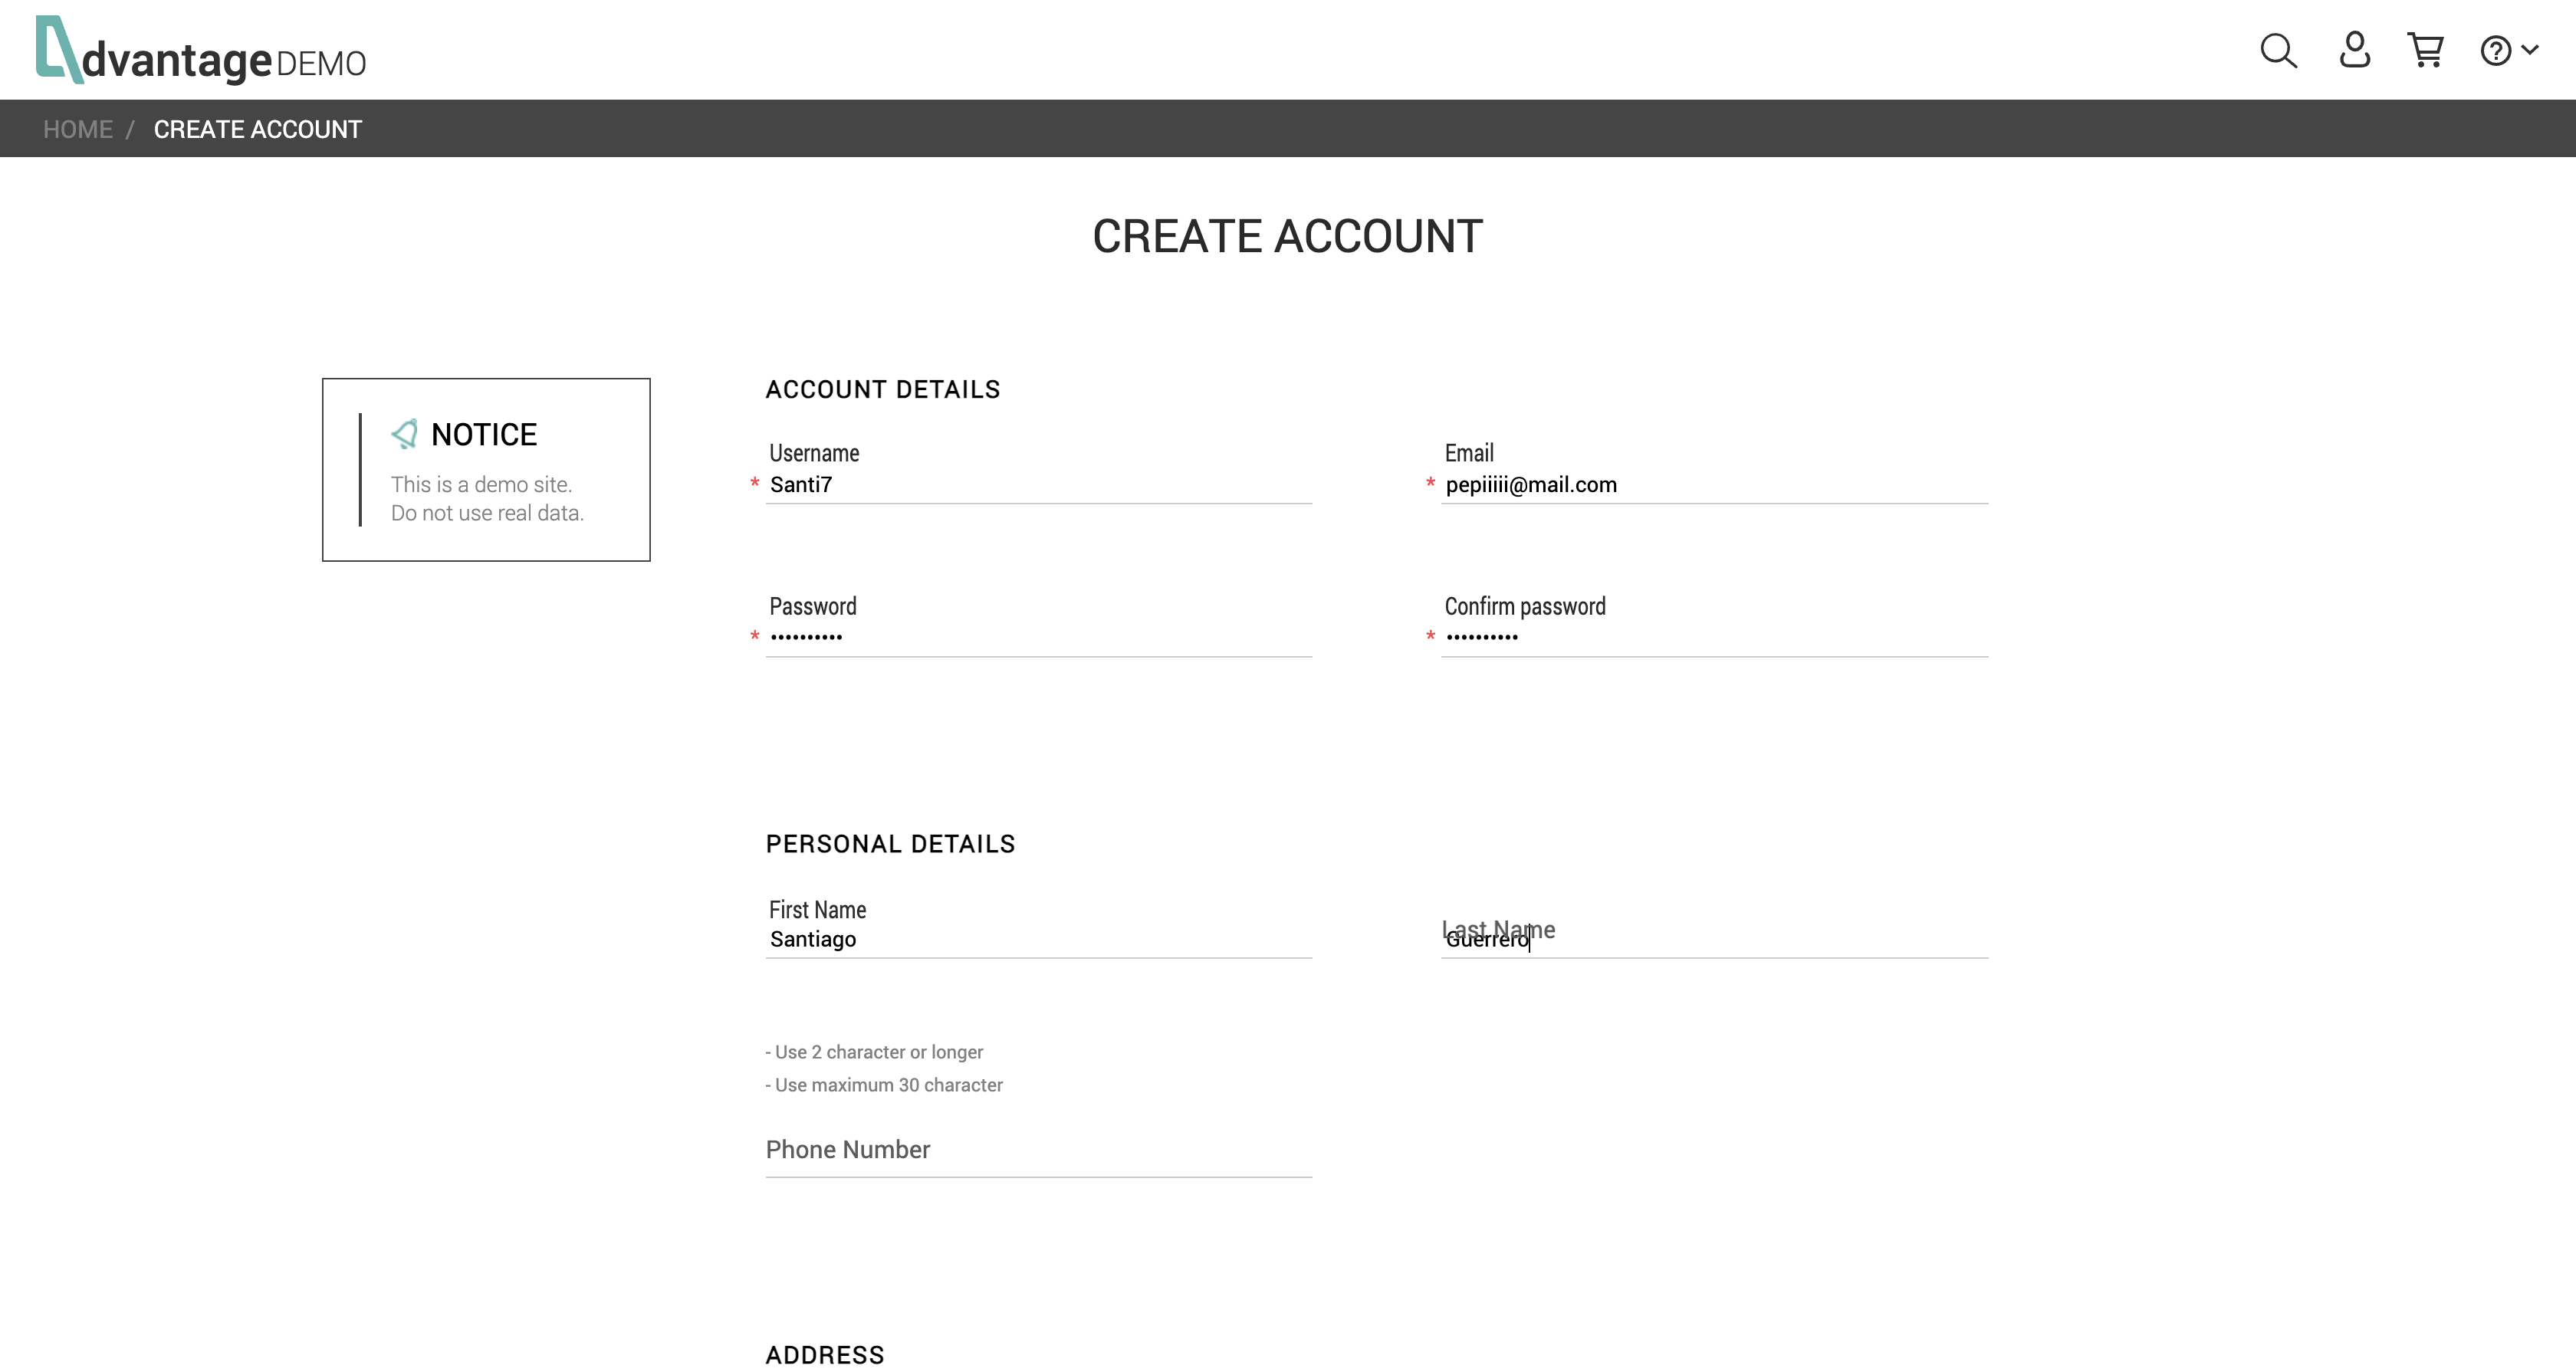 dvantage DEMO
HOME / CREATE ACCOUNT
CREATE ACCOUNT
NOTICE
This is a demo site.
Do not use real data.
ACCOUNT DETAILS
Username
* Santi7
Email
* pepiiiii@mail.com
Password
* ••••••••••
Confirm password
* ••••••••••
PERSONAL DETAILS
First Name
Santiago
Last Name
Guerrero
- Use 2 character or longer
- Use maximum 30 character
Phone Number
ADDRESS